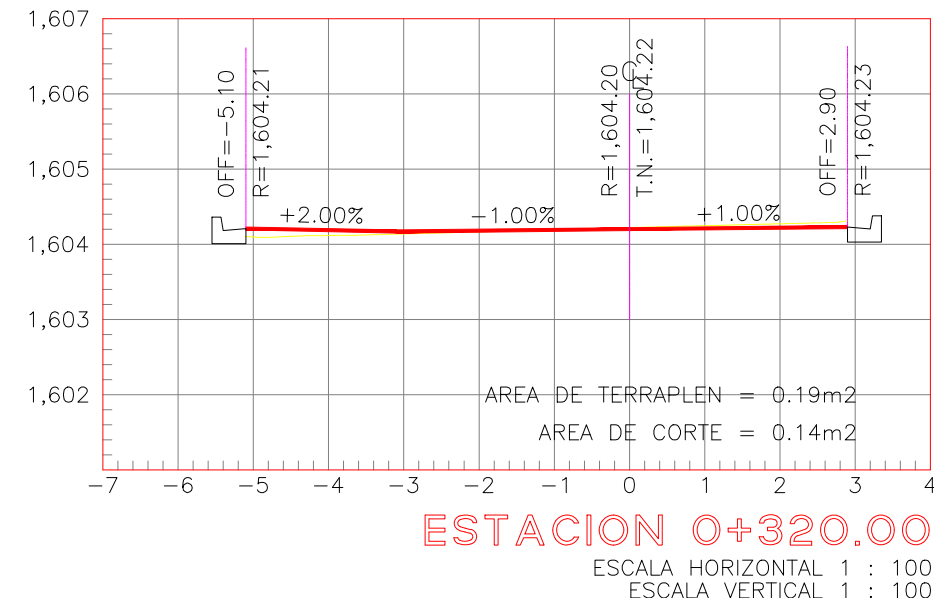 1,607
1,606
1,605
1,604
1,603
1,602
OFF=-5.10
R=1,604.21
R=1,604.20
T.N.=1,604.22
OFF=2.90
R=1,604.23
+2.00%
-1.00%
+1.00%
AREA DE TERRAPLEN = 0.19m2
AREA DE CORTE = 0.14m2
-7 -6 -5 -4 -3 -2 -1 0 1 2 3 4
ESTACION 0+320.00
ESCALA HORIZONTAL 1 : 100
ESCALA VERTICAL 1 : 100